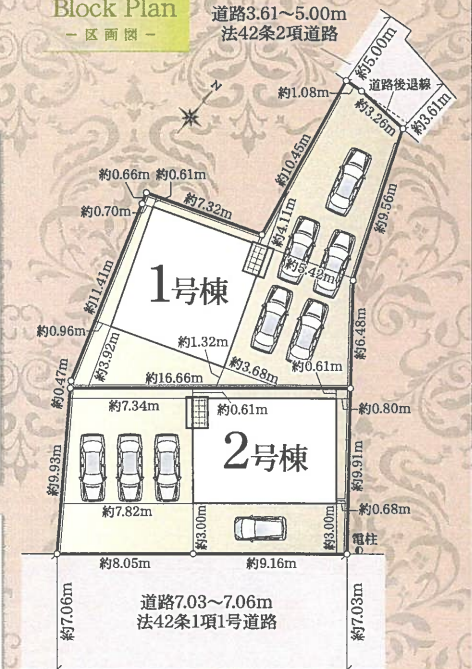 Block Plan
－区画図－
道路3.61〜5.00m
法42条2項道路
約5.00m
道路後退線
約1.08m
約3.26m
約3.61m
N
約10.45m
約9.56m
約0.66m
約0.61m
約0.70m
約7.32m
約4.11m
約5.42m
1号棟
約11.41m
約6.48m
約0.96m
約3.92m
約1.32m
約3.68m
約0.61m
約0.47m
約16.66m
約7.34m
約0.61m
約0.80m
2号棟
約9.93m
約9.91m
約7.82m
約3.00m
約3.00m
約0.68m
電柱
約8.05m
約9.16m
約7.06m
道路7.03〜7.06m
法42条1項1号道路
約7.03m